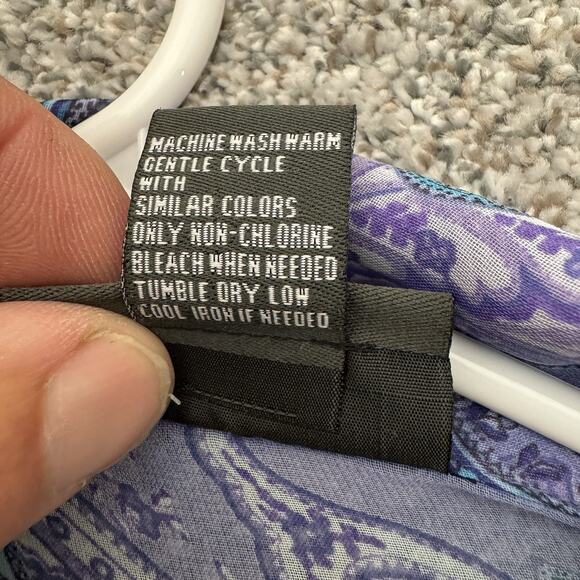 MACHINE WASH WARM
GENTLE CYCLE
WITH
SIMILAR COLORS
ONLY NON-CHLORINE
BLEACH WHEN NEEDED
TUMBLE DRY LOW
COOL IRON IF NEEDED